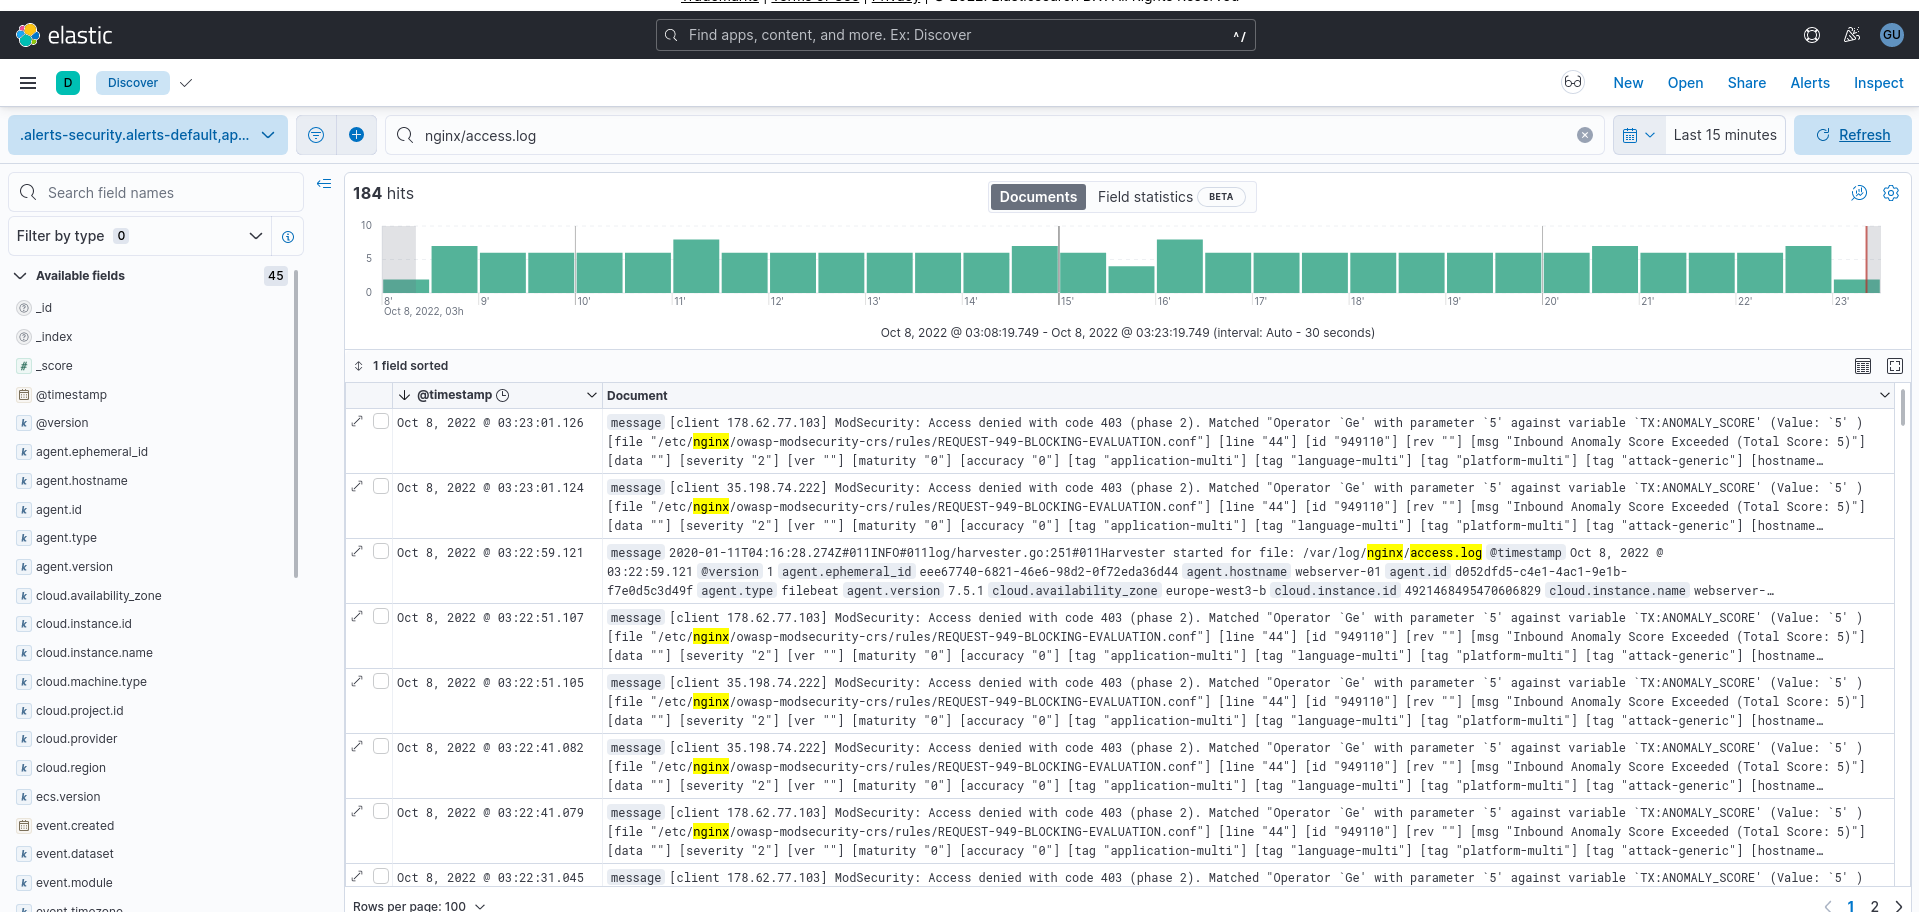 Trademarks | Terms of Use | Privacy | © 2022. Elasticsearch B.V. All Rights Reserved
elastic
Find apps, content, and more. Ex: Discover
^/
GU
D
Discover
New
Open
Share
Alerts
Inspect
.alerts-security.alerts-default,ap...
nginx/access.log
Last 15 minutes
Refresh
Search field names
Filter by type 0
Available fields 45
_id
_index
_score
@timestamp
@version
agent.ephemeral_id
agent.hostname
agent.id
agent.type
agent.version
cloud.availability_zone
cloud.instance.id
cloud.instance.name
cloud.machine.type
cloud.project.id
cloud.provider
cloud.region
ecs.version
event.created
event.dataset
event.module
event.timezone
184 hits
Documents
Field statistics BETA
10
5
0
8' 9' 10' 11' 12' 13' 14' 15' 16' 17' 18' 19' 20' 21' 22' 23'
Oct 8, 2022, 03h
Oct 8, 2022 @ 03:08:19.749 - Oct 8, 2022 @ 03:23:19.749 (interval: Auto - 30 seconds)
1 field sorted
@timestamp
Document
Oct 8, 2022 @ 03:23:01.126
message [client 178.62.77.103] ModSecurity: Access denied with code 403 (phase 2). Matched "Operator `Ge' with parameter `5' against variable `TX:ANOMALY_SCORE' (Value: `5' )
[file "/etc/nginx/owasp-modsecurity-crs/rules/REQUEST-949-BLOCKING-EVALUATION.conf"] [line "44"] [id "949110"] [rev ""] [msg "Inbound Anomaly Score Exceeded (Total Score: 5)"]
[data ""] [severity "2"] [ver ""] [maturity "0"] [accuracy "0"] [tag "application-multi"] [tag "language-multi"] [tag "platform-multi"] [tag "attack-generic"] [hostname…
Oct 8, 2022 @ 03:23:01.124
message [client 35.198.74.222] ModSecurity: Access denied with code 403 (phase 2). Matched "Operator `Ge' with parameter `5' against variable `TX:ANOMALY_SCORE' (Value: `5' )
[file "/etc/nginx/owasp-modsecurity-crs/rules/REQUEST-949-BLOCKING-EVALUATION.conf"] [line "44"] [id "949110"] [rev ""] [msg "Inbound Anomaly Score Exceeded (Total Score: 5)"]
[data ""] [severity "2"] [ver ""] [maturity "0"] [accuracy "0"] [tag "application-multi"] [tag "language-multi"] [tag "platform-multi"] [tag "attack-generic"] [hostname…
Oct 8, 2022 @ 03:22:59.121
message 2020-01-11T04:16:28.274Z#011INFO#011log/harvester.go:251#011Harvester started for file: /var/log/nginx/access.log @timestamp Oct 8, 2022 @
03:22:59.121 @version 1 agent.ephemeral_id eee67740-6821-46e6-98d2-0f72eda36d44 agent.hostname webserver-01 agent.id d052dfd5-c4e1-4ac1-9e1b-
f7e0d5c3d49f agent.type filebeat agent.version 7.5.1 cloud.availability_zone europe-west3-b cloud.instance.id 4921468495470606829 cloud.instance.name webserver-…
Oct 8, 2022 @ 03:22:51.107
message [client 178.62.77.103] ModSecurity: Access denied with code 403 (phase 2). Matched "Operator `Ge' with parameter `5' against variable `TX:ANOMALY_SCORE' (Value: `5' )
[file "/etc/nginx/owasp-modsecurity-crs/rules/REQUEST-949-BLOCKING-EVALUATION.conf"] [line "44"] [id "949110"] [rev ""] [msg "Inbound Anomaly Score Exceeded (Total Score: 5)"]
[data ""] [severity "2"] [ver ""] [maturity "0"] [accuracy "0"] [tag "application-multi"] [tag "language-multi"] [tag "platform-multi"] [tag "attack-generic"] [hostname…
Oct 8, 2022 @ 03:22:51.105
message [client 35.198.74.222] ModSecurity: Access denied with code 403 (phase 2). Matched "Operator `Ge' with parameter `5' against variable `TX:ANOMALY_SCORE' (Value: `5' )
[file "/etc/nginx/owasp-modsecurity-crs/rules/REQUEST-949-BLOCKING-EVALUATION.conf"] [line "44"] [id "949110"] [rev ""] [msg "Inbound Anomaly Score Exceeded (Total Score: 5)"]
[data ""] [severity "2"] [ver ""] [maturity "0"] [accuracy "0"] [tag "application-multi"] [tag "language-multi"] [tag "platform-multi"] [tag "attack-generic"] [hostname…
Oct 8, 2022 @ 03:22:41.082
message [client 35.198.74.222] ModSecurity: Access denied with code 403 (phase 2). Matched "Operator `Ge' with parameter `5' against variable `TX:ANOMALY_SCORE' (Value: `5' )
[file "/etc/nginx/owasp-modsecurity-crs/rules/REQUEST-949-BLOCKING-EVALUATION.conf"] [line "44"] [id "949110"] [rev ""] [msg "Inbound Anomaly Score Exceeded (Total Score: 5)"]
[data ""] [severity "2"] [ver ""] [maturity "0"] [accuracy "0"] [tag "application-multi"] [tag "language-multi"] [tag "platform-multi"] [tag "attack-generic"] [hostname…
Oct 8, 2022 @ 03:22:41.079
message [client 178.62.77.103] ModSecurity: Access denied with code 403 (phase 2). Matched "Operator `Ge' with parameter `5' against variable `TX:ANOMALY_SCORE' (Value: `5' )
[file "/etc/nginx/owasp-modsecurity-crs/rules/REQUEST-949-BLOCKING-EVALUATION.conf"] [line "44"] [id "949110"] [rev ""] [msg "Inbound Anomaly Score Exceeded (Total Score: 5)"]
[data ""] [severity "2"] [ver ""] [maturity "0"] [accuracy "0"] [tag "application-multi"] [tag "language-multi"] [tag "platform-multi"] [tag "attack-generic"] [hostname…
Oct 8, 2022 @ 03:22:31.045
message [client 178.62.77.103] ModSecurity: Access denied with code 403 (phase 2). Matched "Operator `Ge' with parameter `5' against variable `TX:ANOMALY_SCORE' (Value: `5' )
Rows per page: 100
1 2